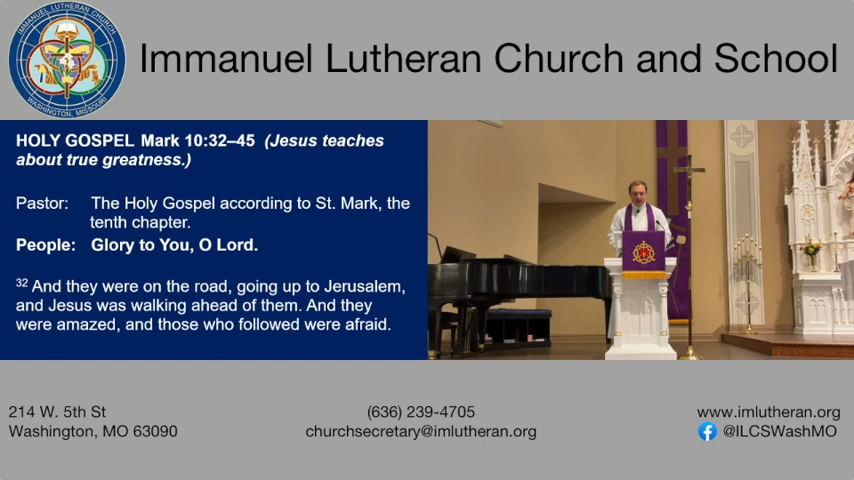 IMMANUEL LUTHERAN CHURCH
WASHINGTON, MISSOURI
Immanuel Lutheran Church and School
HOLY GOSPEL Mark 10:32–45 (Jesus teaches
about true greatness.)
Pastor: The Holy Gospel according to St. Mark, the
tenth chapter.
People: Glory to You, O Lord.
32 And they were on the road, going up to Jerusalem,
and Jesus was walking ahead of them. And they
were amazed, and those who followed were afraid.
214 W. 5th St
Washington, MO 63090
(636) 239-4705
churchsecretary@imlutheran.org
www.imlutheran.org
@ILCSWashMO